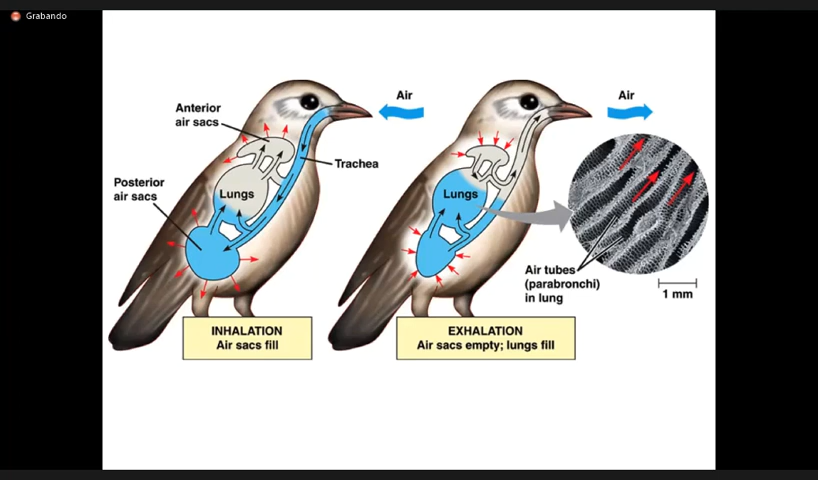 Grabando
Air
Anterior
air sacs
Trachea
Posterior
air sacs
Lungs
INHALATION
Air sacs fill
Air
Lungs
Air tubes
(parabronchi)
in lung
1 mm
EXHALATION
Air sacs empty; lungs fill